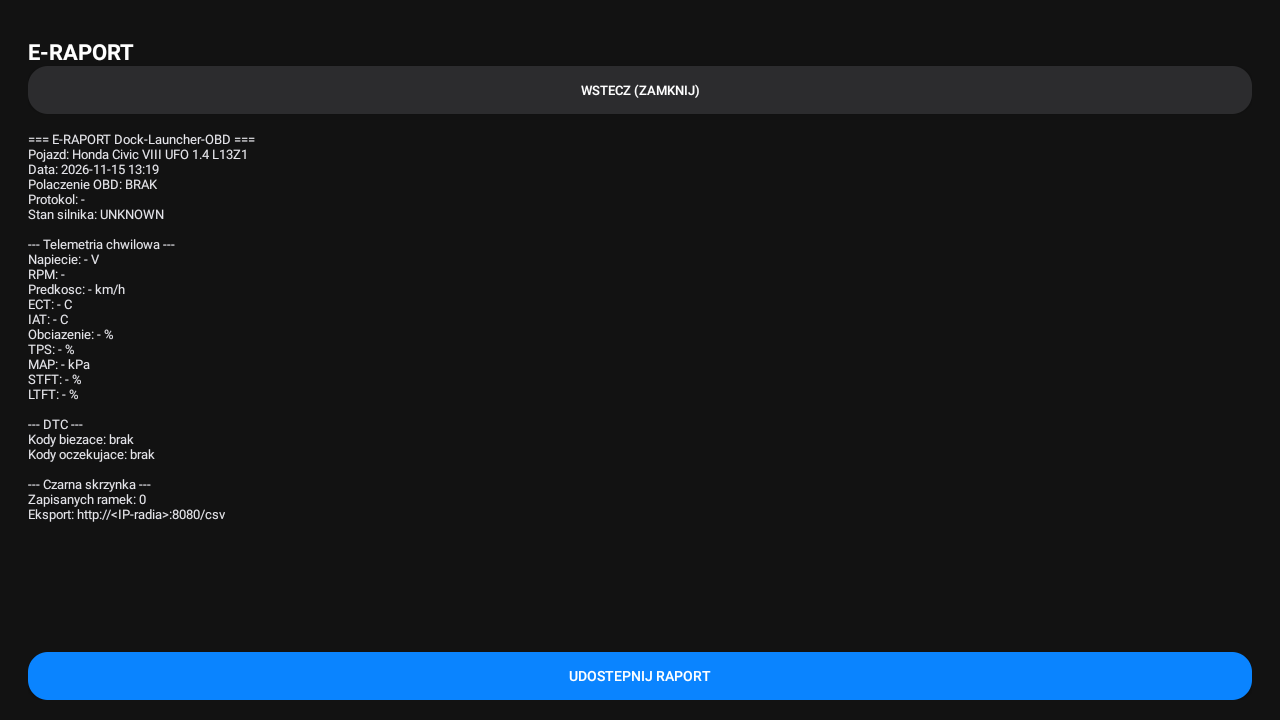 E-RAPORT
WSTECZ (ZAMKNIJ)
=== E-RAPORT Dock-Launcher-OBD ===
Pojazd: Honda Civic VIII UFO 1.4 L13Z1
Data: 2026-11-15 13:19
Polaczenie OBD: BRAK
Protokol: -
Stan silnika: UNKNOWN
--- Telemetria chwilowa ---
Napiecie: - V
RPM: -
Predkosc: - km/h
ECT: - C
IAT: - C
Obciazenie: - %
TPS: - %
MAP: - kPa
STFT: - %
LTFT: - %
--- DTC ---
Kody biezace: brak
Kody oczekujace: brak
--- Czarna skrzynka ---
Zapisanych ramek: 0
Eksport: http://<IP-radia>:8080/csv
UDOSTEPNIJ RAPORT